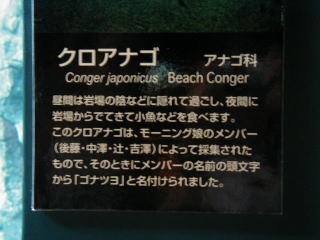 クロアナゴ アナゴ科
Conger japonicus Beach Conger
昼間は岩場の陰などに隠れて過ごし、夜間に
岩場からでてきて小魚などを食べます。
このクロアナゴは、モーニング娘のメンバー
(後藤・中澤・辻・吉澤)によって採集された
もので、そのときにメンバーの名前の頭文字
から「ゴナツヨ」と名付けられました。